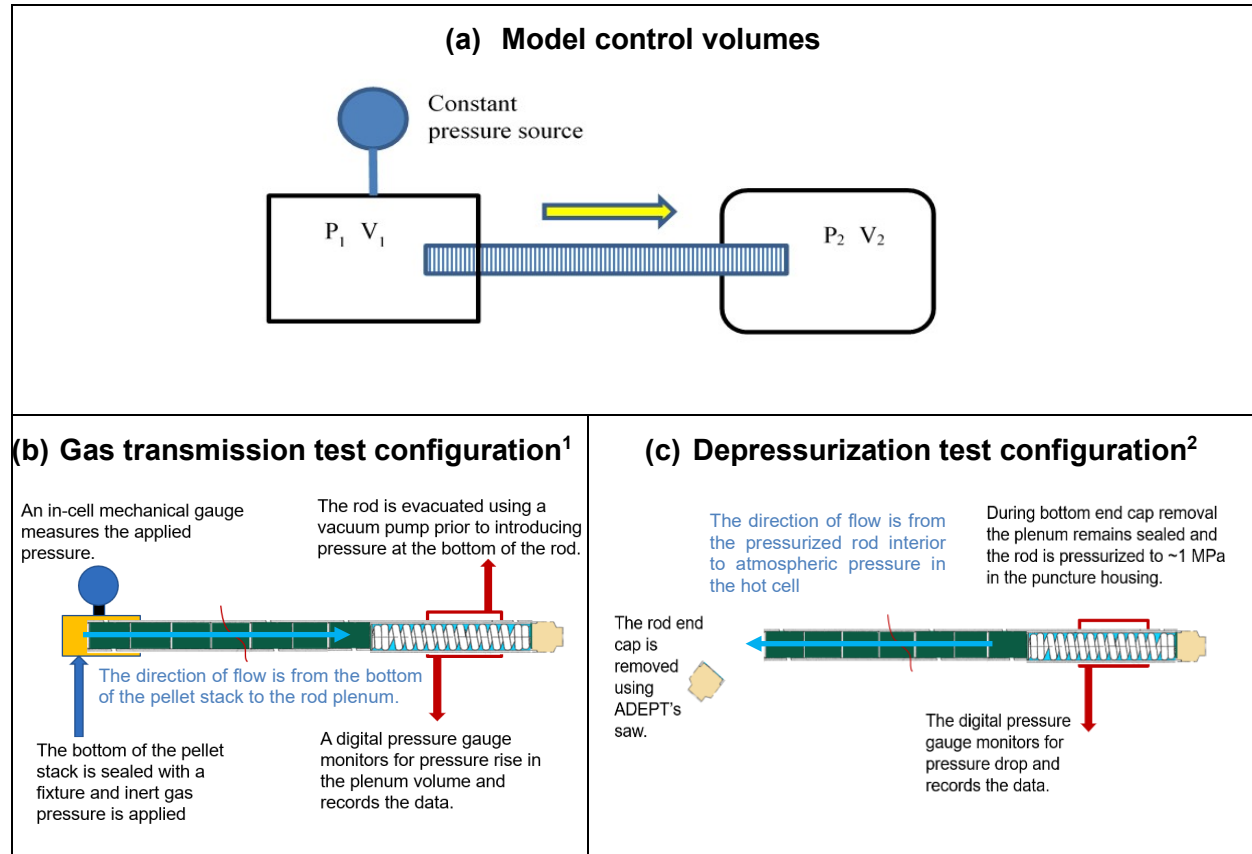 (a) Model control volumes
Constant
pressure source
P₁ V₁
P₂ V₂
(b) Gas transmission test configuration¹
An in-cell mechanical gauge
measures the applied
pressure.
The rod is evacuated using a
vacuum pump prior to introducing
pressure at the bottom of the rod.
The direction of flow is from the bottom
of the pellet stack to the rod plenum.
The bottom of the pellet
stack is sealed with a
fixture and inert gas
pressure is applied
A digital pressure gauge
monitors for pressure rise in
the plenum volume and
records the data.
(c) Depressurization test configuration²
The direction of flow is from
the pressurized rod interior
to atmospheric pressure in
the hot cell
During bottom end cap removal
the plenum remains sealed and
the rod is pressurized to ~1 MPa
in the puncture housing.
The rod end
cap is
removed
using
ADEPT's
saw.
The digital pressure
gauge monitors for
pressure drop and
records the data.